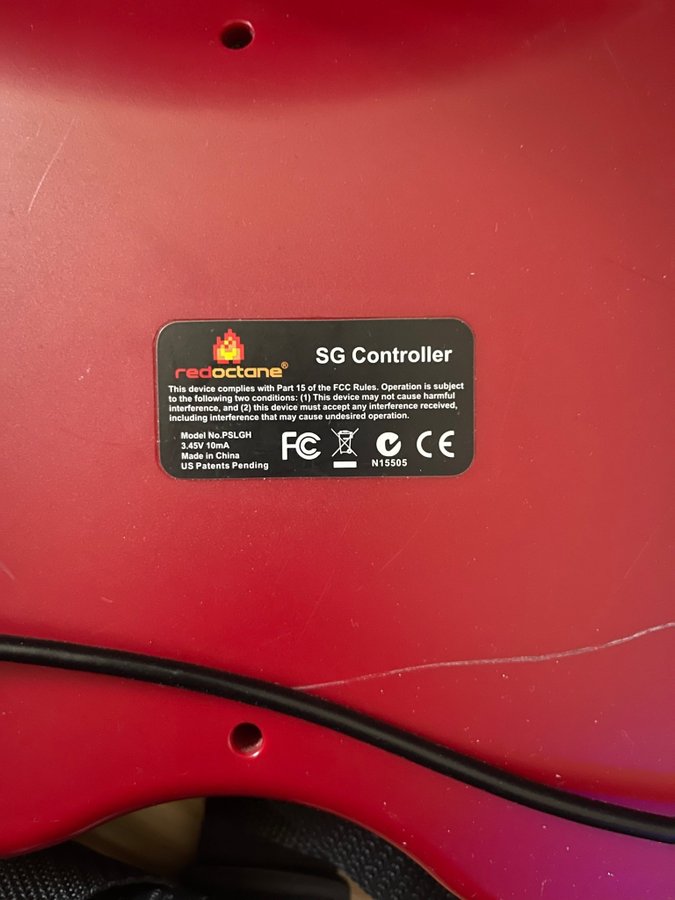 redoctane®
SG Controller
This device complies with Part 15 of the FCC Rules. Operation is subject
to the following two conditions: (1) This device may not cause harmful
interference, and (2) this device must accept any interference received,
including interference that may cause undesired operation.
Model No.PSLGH
3.45V 10mA
Made in China
US Patents Pending
FC
N15505
CE